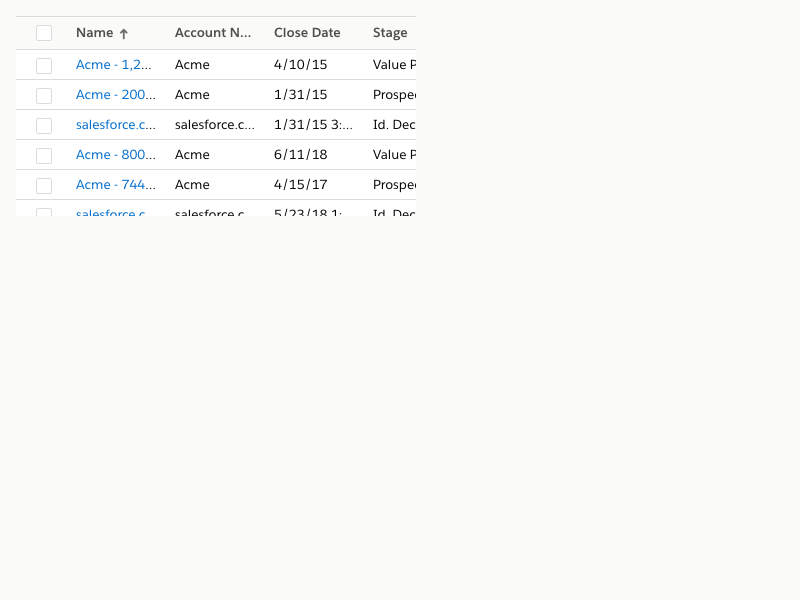 Name Account N... Close Date Stage
Acme - 1,2... Acme 4/10/15 Value P
Acme - 200... Acme 1/31/15 Prospe
salesforce.c... salesforce.c... 1/31/15 3:... Id. Dec
Acme - 800... Acme 6/11/18 Value P
Acme - 744... Acme 4/15/17 Prospe
salesforce.c... salesforce.c... 5/23/18 1:... Id. Dec